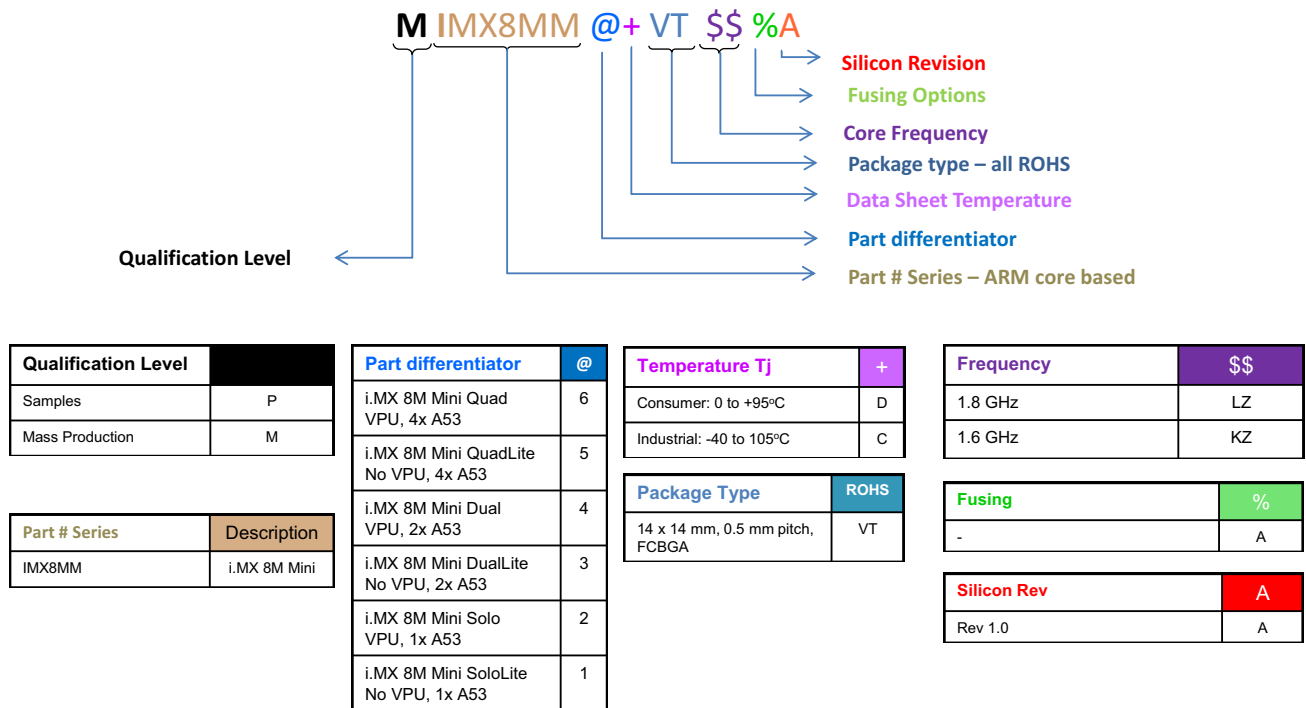 M IMX8MM @+ VT $$ %A
Silicon Revision
Fusing Options
Core Frequency
Package type – all ROHS
Data Sheet Temperature
Part differentiator
Qualification Level
Part # Series – ARM core based
Qualification Level
Samples P
Mass Production M
Part # Series Description
IMX8MM i.MX 8M Mini
Part differentiator @
i.MX 8M Mini Quad 6
VPU, 4x A53
i.MX 8M Mini QuadLite 5
No VPU, 4x A53
i.MX 8M Mini Dual 4
VPU, 2x A53
i.MX 8M Mini DualLite 3
No VPU, 2x A53
i.MX 8M Mini Solo 2
VPU, 1x A53
i.MX 8M Mini SoloLite 1
No VPU, 1x A53
Temperature Tj +
Consumer: 0 to +95ºC D
Industrial: -40 to 105ºC C
Package Type ROHS
14 x 14 mm, 0.5 mm pitch, VT
FCBGA
Frequency $$
1.8 GHz LZ
1.6 GHz KZ
Fusing %
- A
Silicon Rev A
Rev 1.0 A